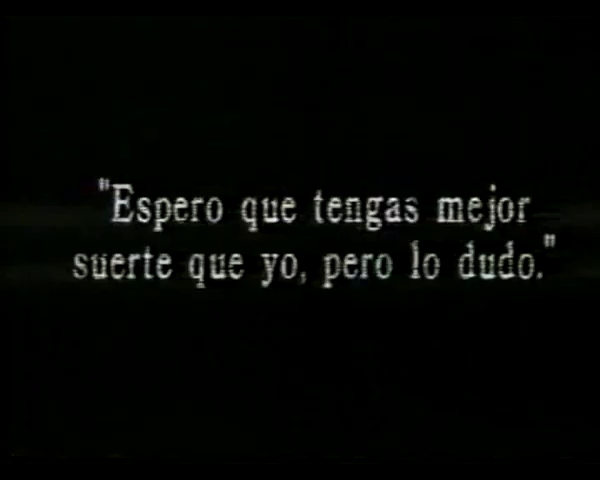 "Espero que tengas mejor
suerte que yo, pero lo dudo."